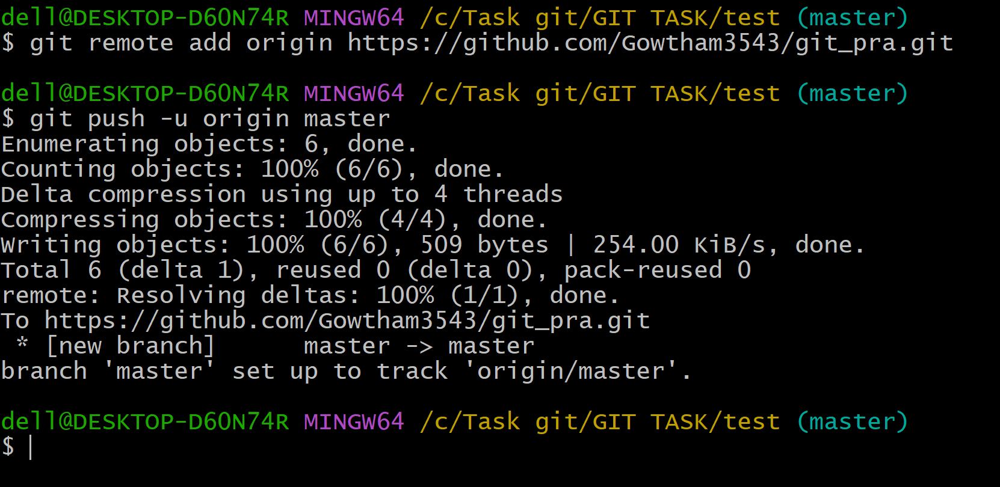 dell@DESKTOP-D6ON74R MINGW64 /c/Task git/GIT TASK/test (master)
$ git remote add origin https://github.com/Gowtham3543/git_pra.git
dell@DESKTOP-D6ON74R MINGW64 /c/Task git/GIT TASK/test (master)
$ git push -u origin master
Enumerating objects: 6, done.
Counting objects: 100% (6/6), done.
Delta compression using up to 4 threads
Compressing objects: 100% (4/4), done.
Writing objects: 100% (6/6), 509 bytes | 254.00 KiB/s, done.
Total 6 (delta 1), reused 0 (delta 0), pack-reused 0
remote: Resolving deltas: 100% (1/1), done.
To https://github.com/Gowtham3543/git_pra.git
 * [new branch]      master -> master
branch 'master' set up to track 'origin/master'.
dell@DESKTOP-D6ON74R MINGW64 /c/Task git/GIT TASK/test (master)
$